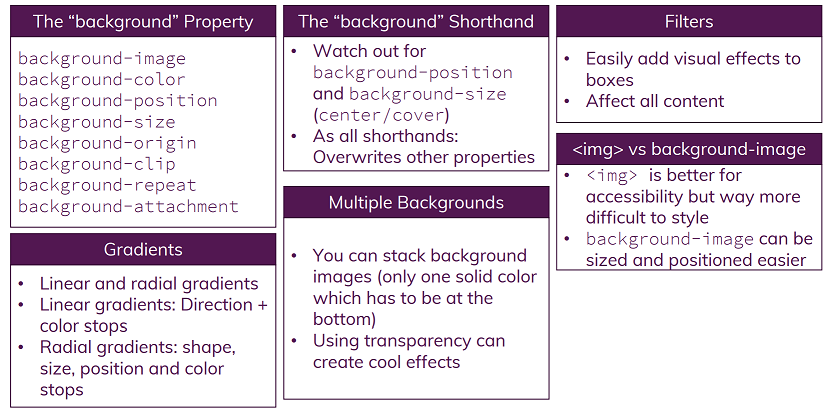 The “background” Property
background-image
background-color
background-position
background-size
background-origin
background-clip
background-repeat
background-attachment
Gradients
• Linear and radial gradients
• Linear gradients: Direction +
color stops
• Radial gradients: shape,
size, position and color
stops
The “background” Shorthand
• Watch out for
background-position
and background-size
(center/cover)
• As all shorthands:
Overwrites other properties
Multiple Backgrounds
• You can stack background
images (only one solid color
which has to be at the
bottom)
• Using transparency can
create cool effects
Filters
• Easily add visual effects to
boxes
• Affect all content
<img> vs background-image
• <img> is better for
accessibility but way more
difficult to style
• background-image can be
sized and positioned easier